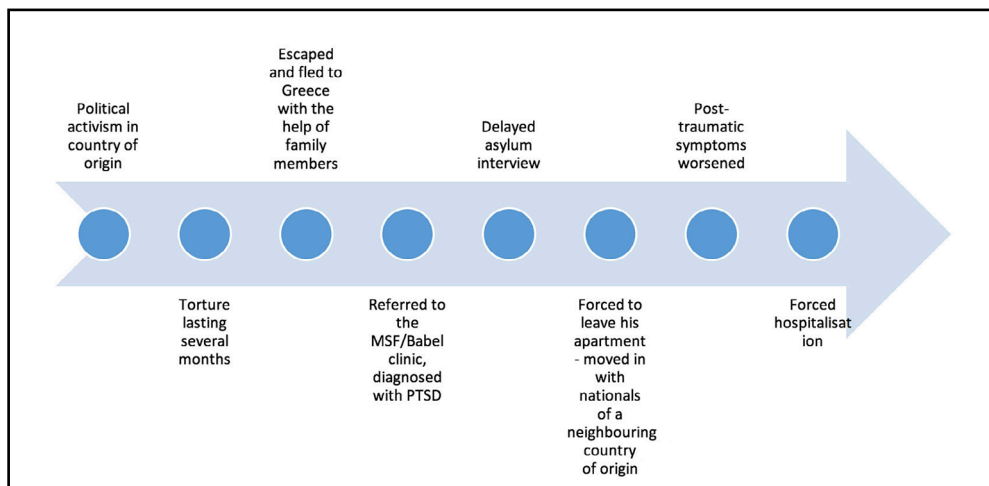 Political
activism in
country of
origin
Torture
lasting
several
months
Escaped
and fled to
Greece
with the
help of
family
members
Referred to
the
MSF/Babel
clinic,
diagnosed
with PTSD
Delayed
asylum
interview
Forced to
leave his
apartment
- moved in
with
nationals
of a
neighbouring
country
of origin
Post-
traumatic
symptoms
worsened
Forced
hospitalisat
ion